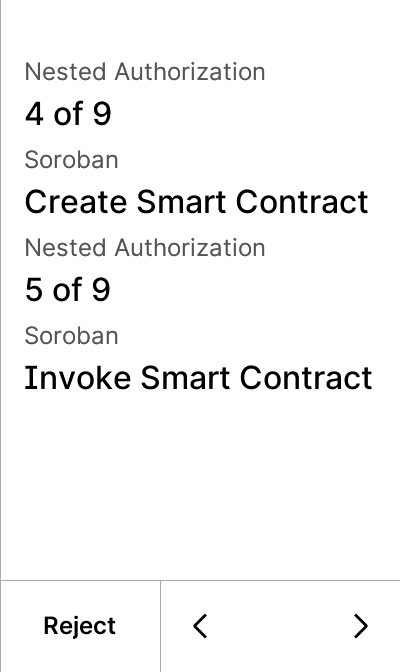 Nested Authorization
4 of 9
Soroban
Create Smart Contract
Nested Authorization
5 of 9
Soroban
Invoke Smart Contract
Reject